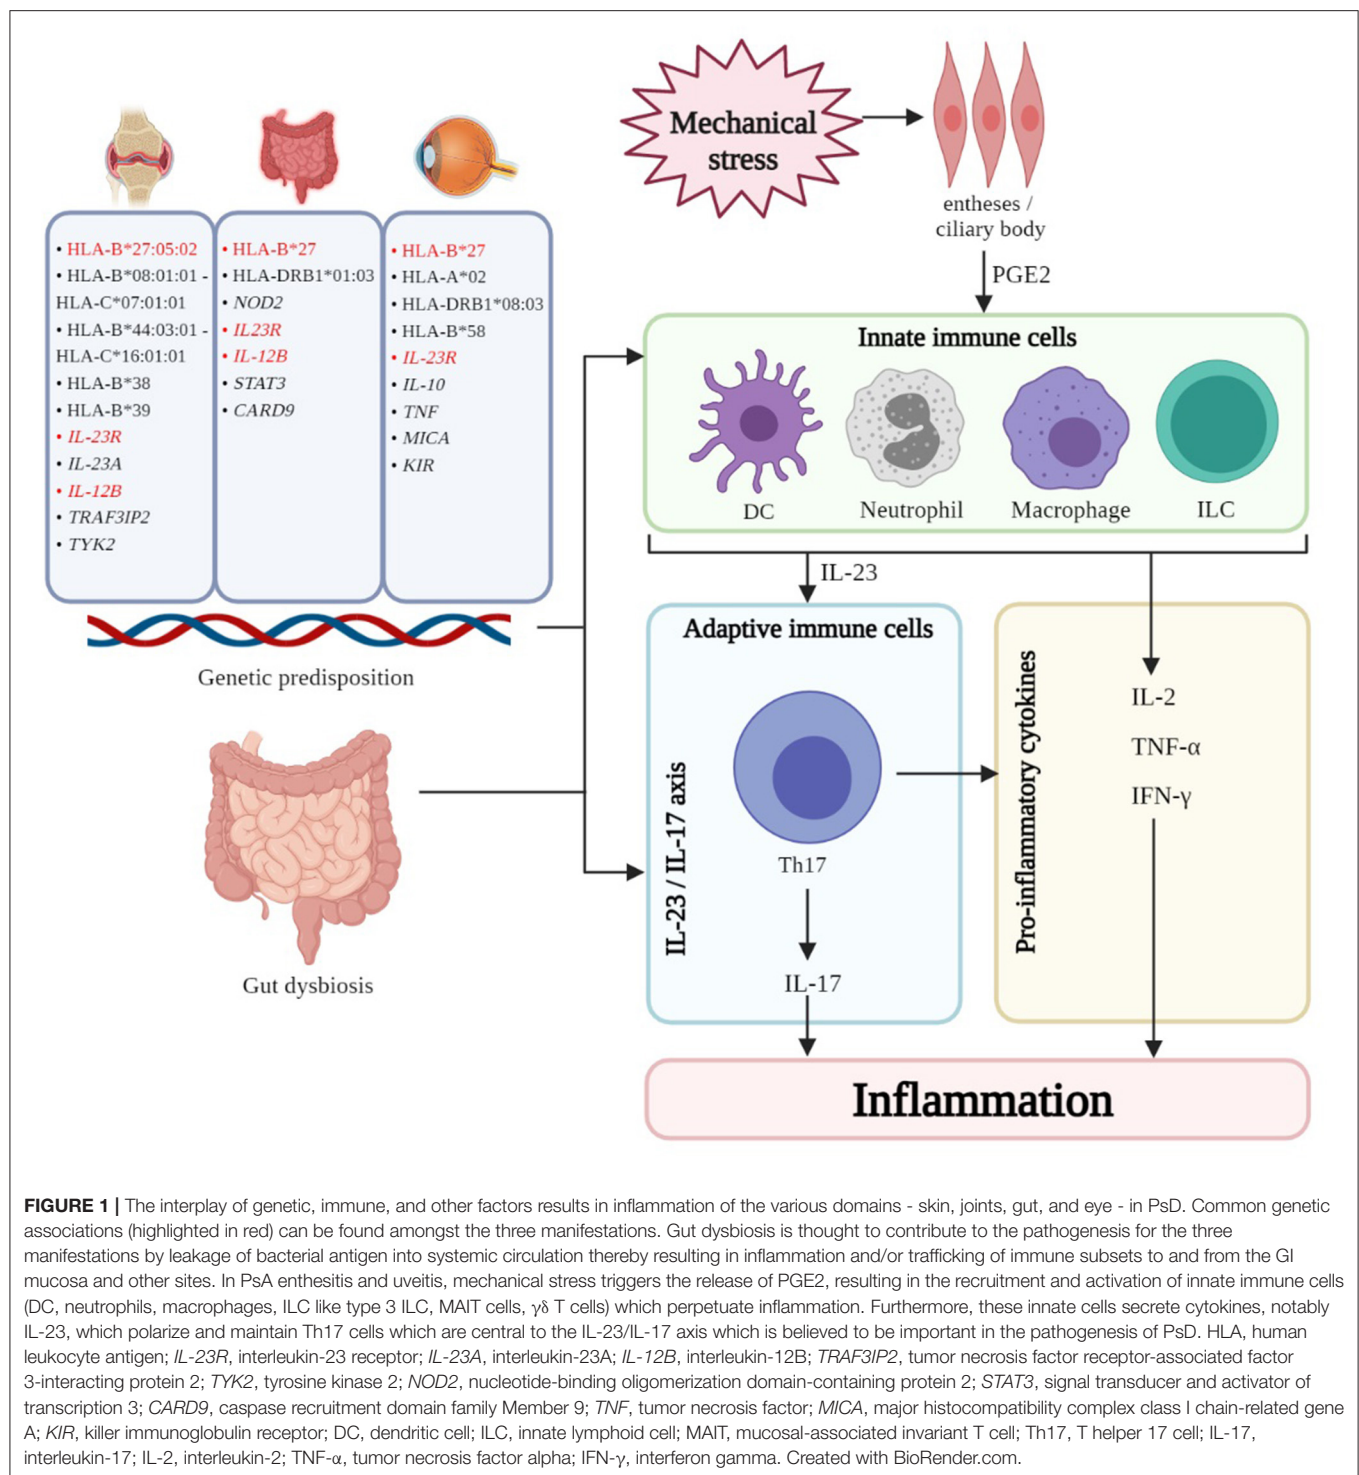 Mechanical
stress
entheses /
ciliary body
PGE2
• HLA-B*27:05:02
• HLA-B*08:01:01 -
HLA-C*07:01:01
• HLA-B*44:03:01 -
HLA-C*16:01:01
• HLA-B*38
• HLA-B*39
• IL-23R
• IL-23A
• IL-12B
• TRAF3IP2
• TYK2
• HLA-B*27
• HLA-DRB1*01:03
• NOD2
• IL23R
• IL-12B
• STAT3
• CARD9
• HLA-B*27
• HLA-A*02
• HLA-DRB1*08:03
• HLA-B*58
• IL-23R
• IL-10
• TNF
• MICA
• KIR
Genetic predisposition
Gut dysbiosis
Innate immune cells
DC
Neutrophil
Macrophage
ILC
IL-23
Adaptive immune cells
IL-23 / IL-17 axis
Th17
IL-17
Pro-inflammatory cytokines
IL-2
TNF-α
IFN-γ
Inflammation
FIGURE 1 | The interplay of genetic, immune, and other factors results in inflammation of the various domains - skin, joints, gut, and eye - in PsD. Common genetic
associations (highlighted in red) can be found amongst the three manifestations. Gut dysbiosis is thought to contribute to the pathogenesis for the three
manifestations by leakage of bacterial antigen into systemic circulation thereby resulting in inflammation and/or trafficking of immune subsets to and from the GI
mucosa and other sites. In PsA enthesitis and uveitis, mechanical stress triggers the release of PGE2, resulting in the recruitment and activation of innate immune cells
(DC, neutrophils, macrophages, ILC like type 3 ILC, MAIT cells, γδ T cells) which perpetuate inflammation. Furthermore, these innate cells secrete cytokines, notably
IL-23, which polarize and maintain Th17 cells which are central to the IL-23/IL-17 axis which is believed to be important in the pathogenesis of PsD. HLA, human
leukocyte antigen; IL-23R, interleukin-23 receptor; IL-23A, interleukin-23A; IL-12B, interleukin-12B; TRAF3IP2, tumor necrosis factor receptor-associated factor
3-interacting protein 2; TYK2, tyrosine kinase 2; NOD2, nucleotide-binding oligomerization domain-containing protein 2; STAT3, signal transducer and activator of
transcription 3; CARD9, caspase recruitment domain family Member 9; TNF, tumor necrosis factor; MICA, major histocompatibility complex class I chain-related gene
A; KIR, killer immunoglobulin receptor; DC, dendritic cell; ILC, innate lymphoid cell; MAIT, mucosal-associated invariant T cell; Th17, T helper 17 cell; IL-17,
interleukin-17; IL-2, interleukin-2; TNF-α, tumor necrosis factor alpha; IFN-γ, interferon gamma. Created with BioRender.com.